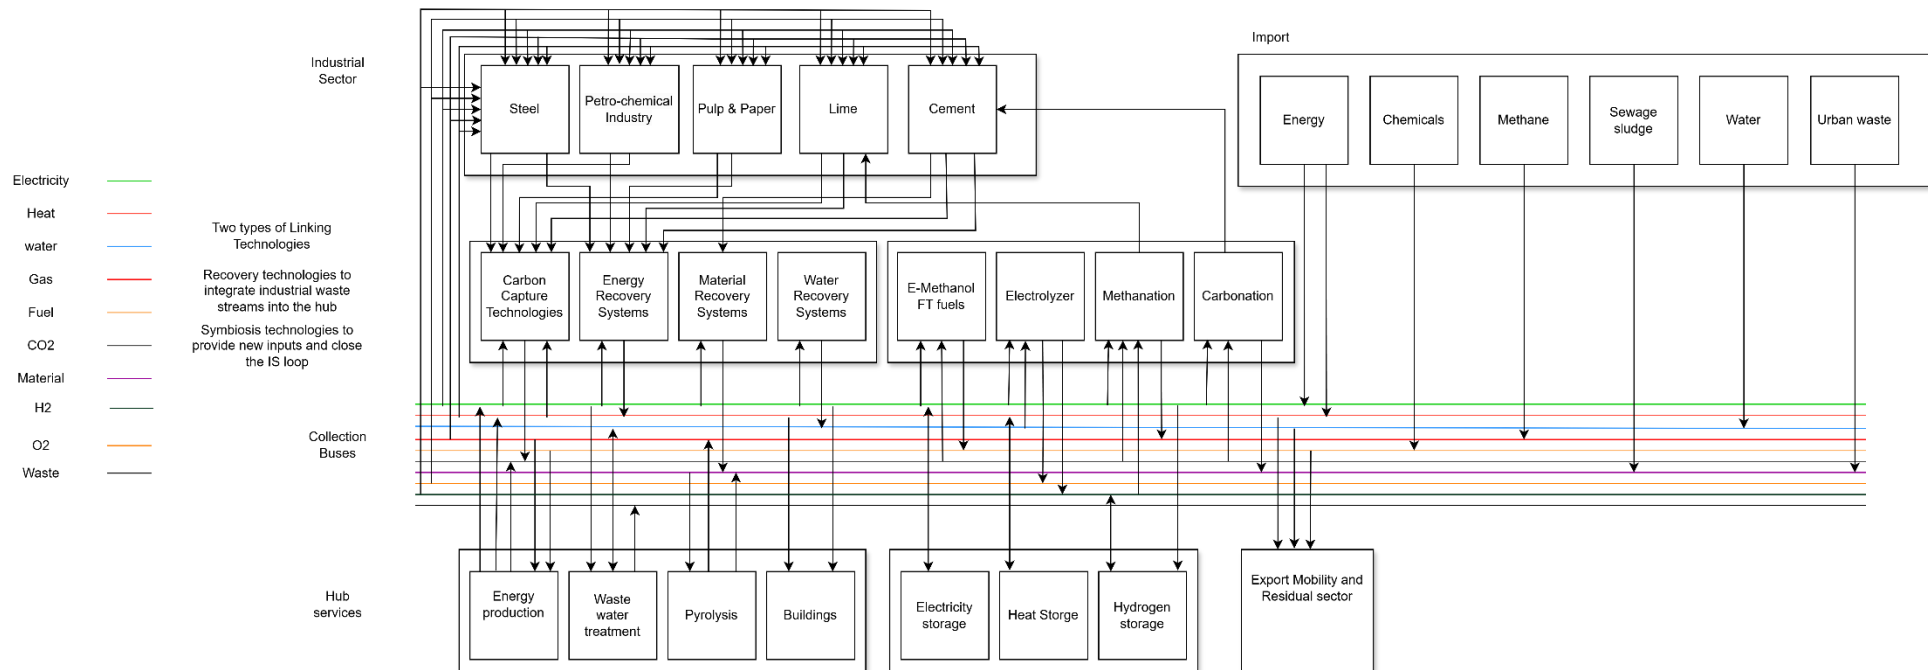 Import
Industrial
Sector
Steel
Petro-chemical
Industry
Pulp & Paper
Lime
Cement
Energy
Chemicals
Methane
Sewage
sludge
Water
Urban waste
Electricity
Heat
water
Gas
Fuel
CO2
Material
H2
O2
Waste
Two types of Linking
Technologies
Recovery technologies to
integrate industrial waste
streams into the hub
Symbiosis technologies to
provide new inputs and close
the IS loop
Carbon
Capture
Technologies
Energy
Recovery
Systems
Material
Recovery
Systems
Water
Recovery
Systems
E-Methanol
FT fuels
Electrolyzer
Methanation
Carbonation
Collection
Buses
Hub
services
Energy
production
Waste
water
treatment
Pyrolysis
Buildings
Electricity
storage
Heat Storge
Hydrogen
storage
Export Mobility and
Residual sector